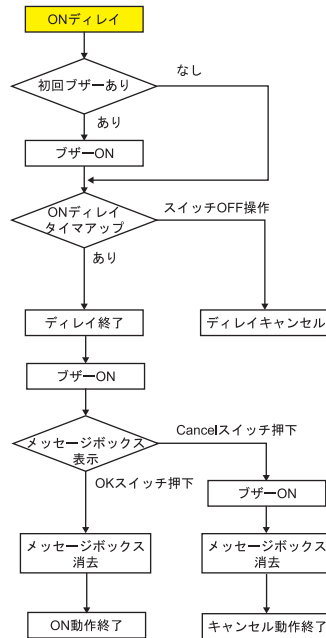 ONディレイ
初回ブザーあり
なし
あり
ブザーON
ONディレイ
タイマアップ
スイッチOFF操作
あり
ディレイ終了
ディレイキャンセル
ブザーON
メッセージボックス
表示
Cancelスイッチ押下
OKスイッチ押下
ブザーON
メッセージボックス
消去
メッセージボックス
消去
ON動作終了
キャンセル動作終了